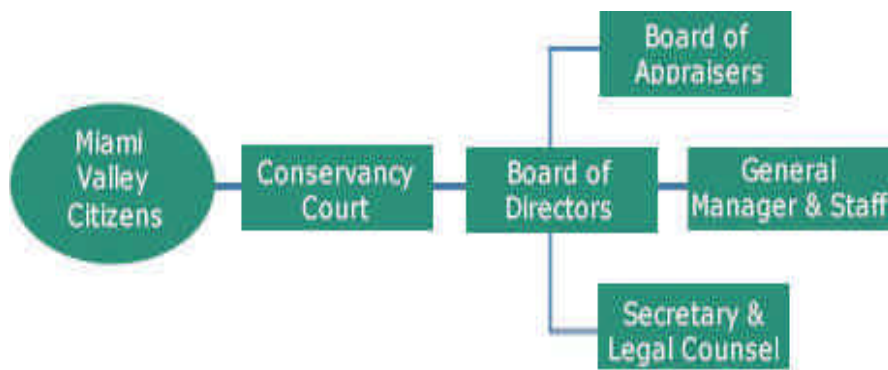 Miami
Valley
Citizens
Conservancy
Court
Board of
Directors
Board of
Appraisers
General
Manager & Staff
Secretary &
Legal Counsel